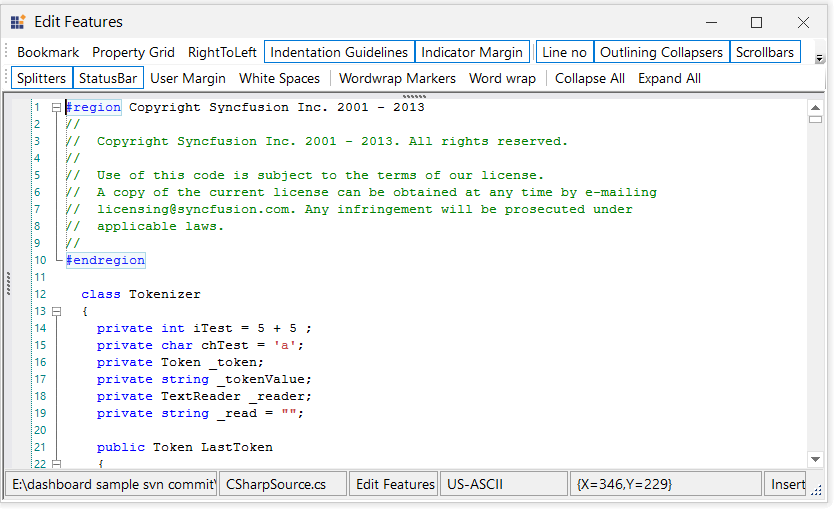 Edit Features
Bookmark Property Grid RightToLeft Indentation Guidelines Indicator Margin Line no Outlining Collapsers Scrollbars
Splitters StatusBar User Margin White Spaces Wordwrap Markers Word wrap Collapse All Expand All
1 #region Copyright Syncfusion Inc. 2001 - 2013
2 //
3 //  Copyright Syncfusion Inc. 2001 - 2013. All rights reserved.
4 //
5 //  Use of this code is subject to the terms of our license.
6 //  A copy of the current license can be obtained at any time by e-mailing
7 //  licensing@syncfusion.com. Any infringement will be prosecuted under
8 //  applicable laws.
9 //
10 #endregion
11
12 class Tokenizer
13 {
14 private int iTest = 5 + 5 ;
15 private char chTest = 'a';
16 private Token _token;
17 private string _tokenValue;
18 private TextReader _reader;
19 private string _read = "";
20
21 public Token LastToken
22 {
E:\dashboard sample svn commit\ CSharpSource.cs Edit Features US-ASCII {X=346,Y=229} Insert